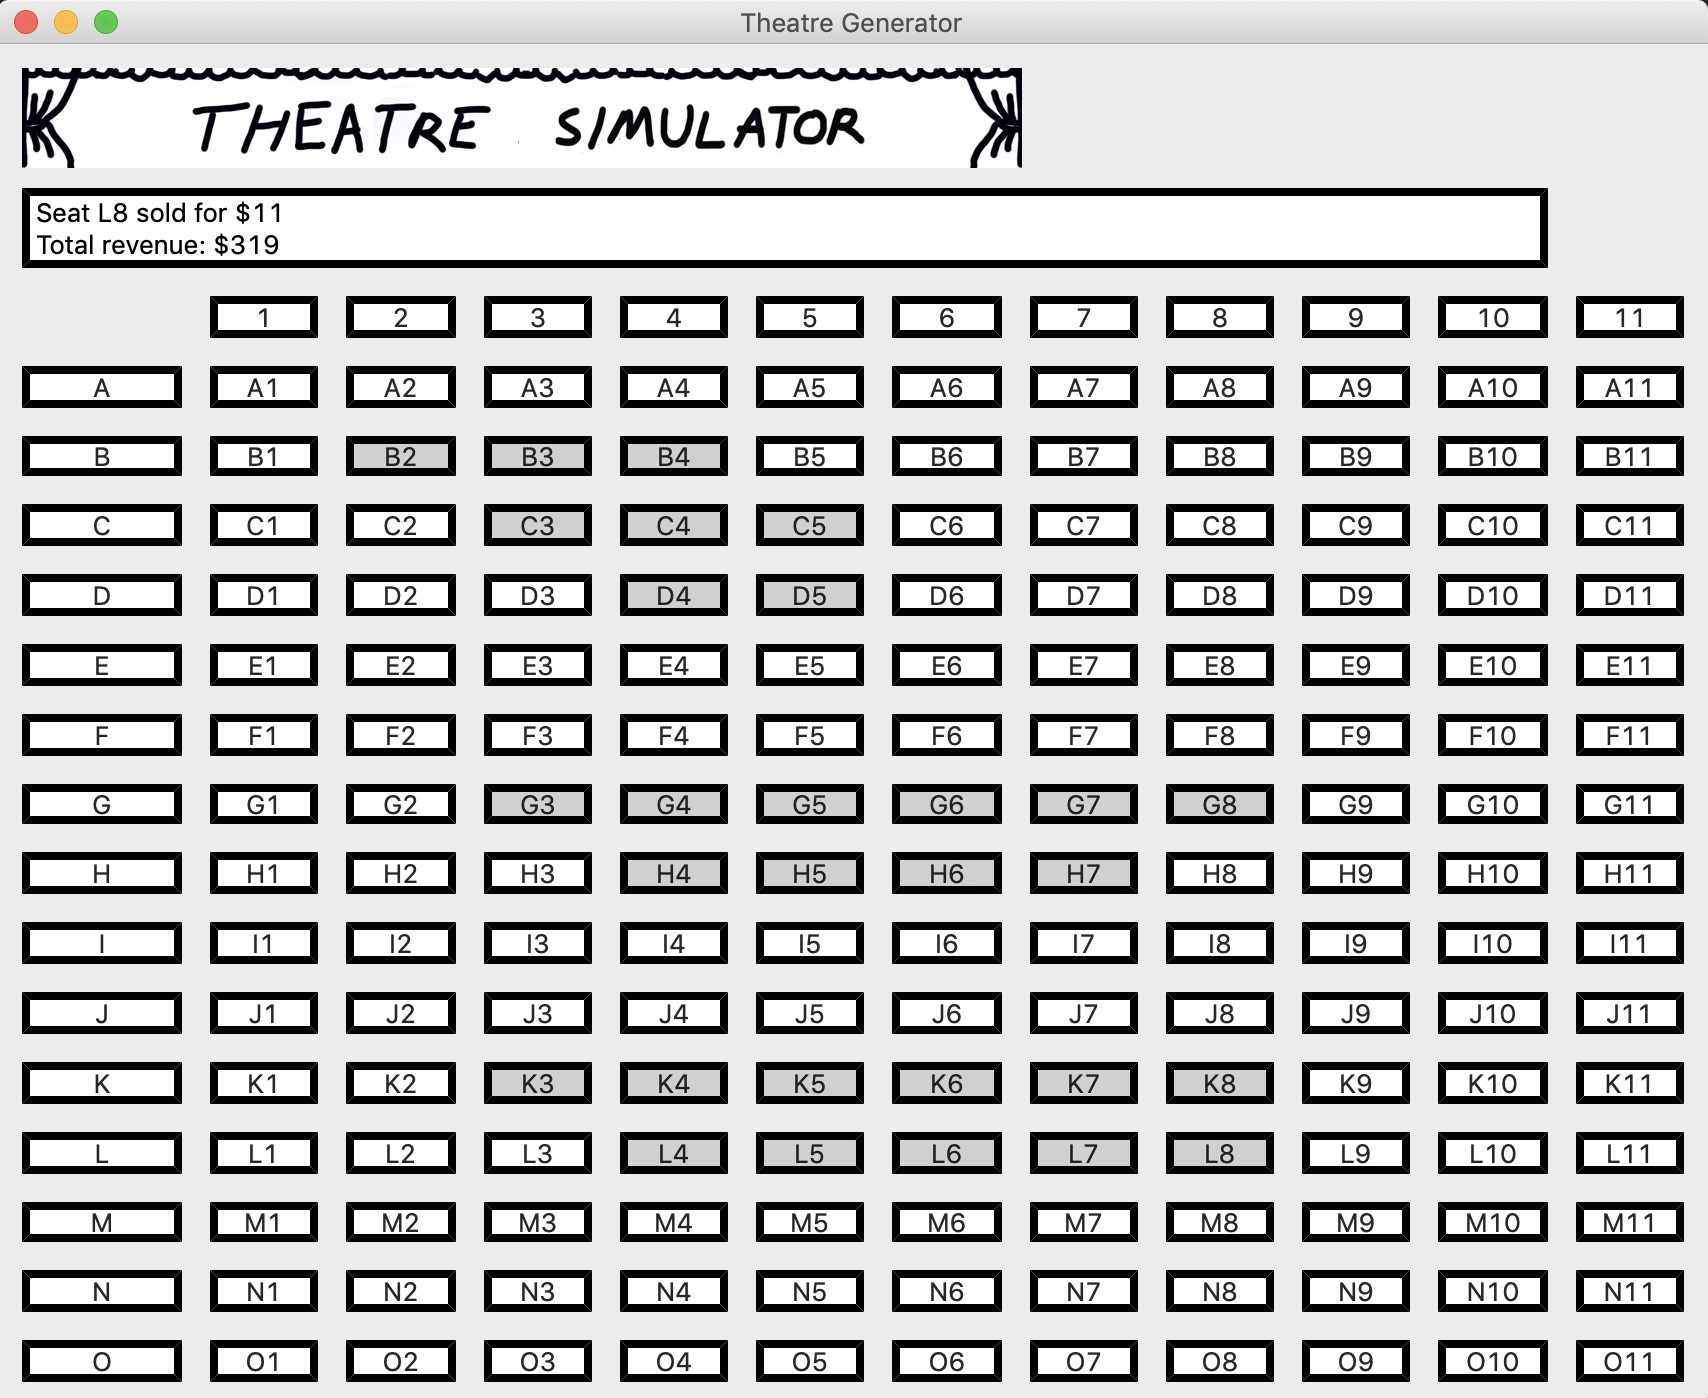 Theatre Generator
THEATRE SIMULATOR
Seat L8 sold for $11
Total revenue: $319
1 2 3 4 5 6 7 8 9 10 11
A A1 A2 A3 A4 A5 A6 A7 A8 A9 A10 A11
B B1 B2 B3 B4 B5 B6 B7 B8 B9 B10 B11
C C1 C2 C3 C4 C5 C6 C7 C8 C9 C10 C11
D D1 D2 D3 D4 D5 D6 D7 D8 D9 D10 D11
E E1 E2 E3 E4 E5 E6 E7 E8 E9 E10 E11
F F1 F2 F3 F4 F5 F6 F7 F8 F9 F10 F11
G G1 G2 G3 G4 G5 G6 G7 G8 G9 G10 G11
H H1 H2 H3 H4 H5 H6 H7 H8 H9 H10 H11
I I1 I2 I3 I4 I5 I6 I7 I8 I9 I10 I11
J J1 J2 J3 J4 J5 J6 J7 J8 J9 J10 J11
K K1 K2 K3 K4 K5 K6 K7 K8 K9 K10 K11
L L1 L2 L3 L4 L5 L6 L7 L8 L9 L10 L11
M M1 M2 M3 M4 M5 M6 M7 M8 M9 M10 M11
N N1 N2 N3 N4 N5 N6 N7 N8 N9 N10 N11
O O1 O2 O3 O4 O5 O6 O7 O8 O9 O10 O11